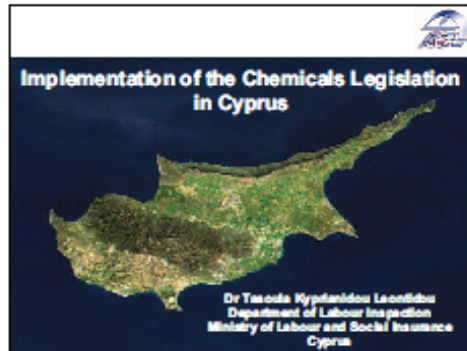 Implementation of the Chemicals Legislation
in Cyprus
Dr Tasoula Kyprianidou Leontidou
Department of Labour Inspection
Ministry of Labour and Social Insurance
Cyprus